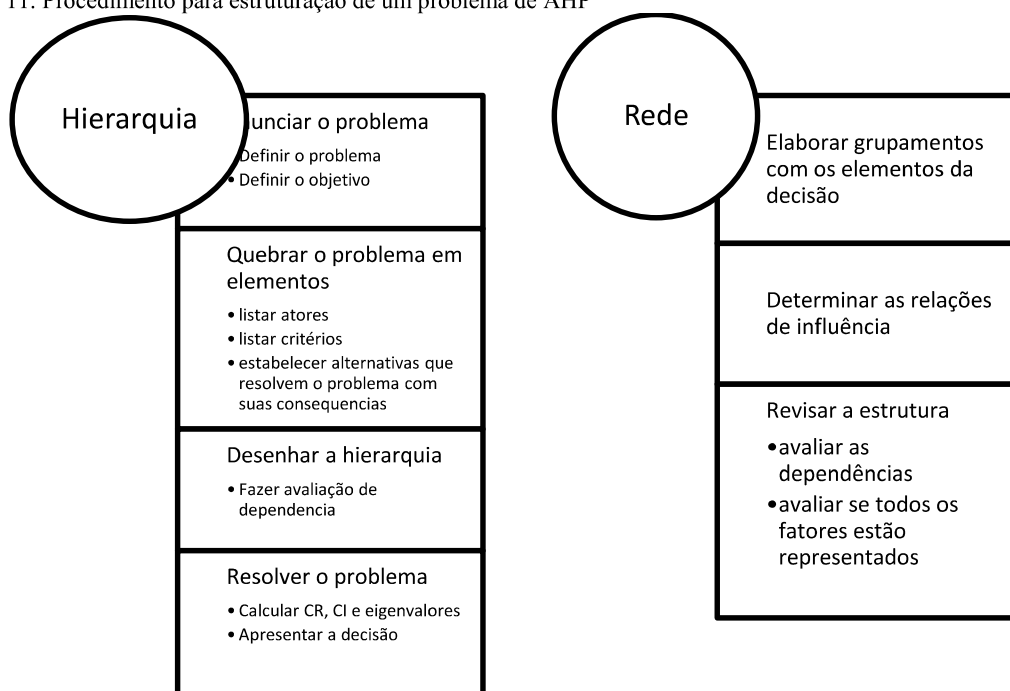 11. Procedimento para estruturação de um problema de AHP
Hierarquia
unciar o problema
Definir o problema
• Definir o objetivo
Quebrar o problema em
elementos
• listar atores
• listar critérios
• estabelecer alternativas que
resolvem o problema com
suas consequencias
Desenhar a hierarquia
• Fazer avaliação de
dependencia
Resolver o problema
• Calcular CR, CI e eigenvalores
• Apresentar a decisão
Rede
Elaborar grupamentos
com os elementos da
decisão
Determinar as relações
de influência
Revisar a estrutura
•avaliar as
dependências
•avaliar se todos os
fatores estão
representados